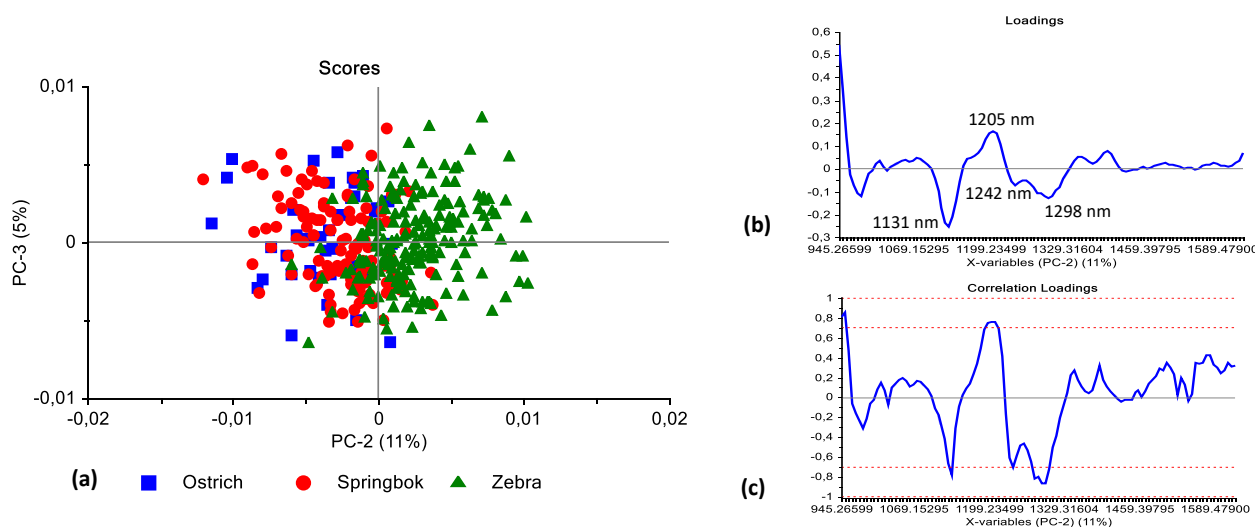 Scores
0,01
0
-0,01
PC-3 (5%)
-0,02 -0,01 0 0,01 0,02
PC-2 (11%)
(a) Ostrich Springbok Zebra
Loadings
0,6
0,5
0,4
0,3
0,2
0,1
0
-0,1
-0,2
-0,3
1205 nm
1242 nm
1131 nm
1298 nm
(b)
945.26599 1069.15295 1199.23499 1329.31604 1459.39795 1589.47900
X-variables (PC-2) (11%)
Correlation Loadings
1
0,8
0,6
0,4
0,2
0
-0,2
-0,4
-0,6
-0,8
-1
(c)
945.26599 1069.15295 1199.23499 1329.31604 1459.39795 1589.47900
X-variables (PC-2) (11%)